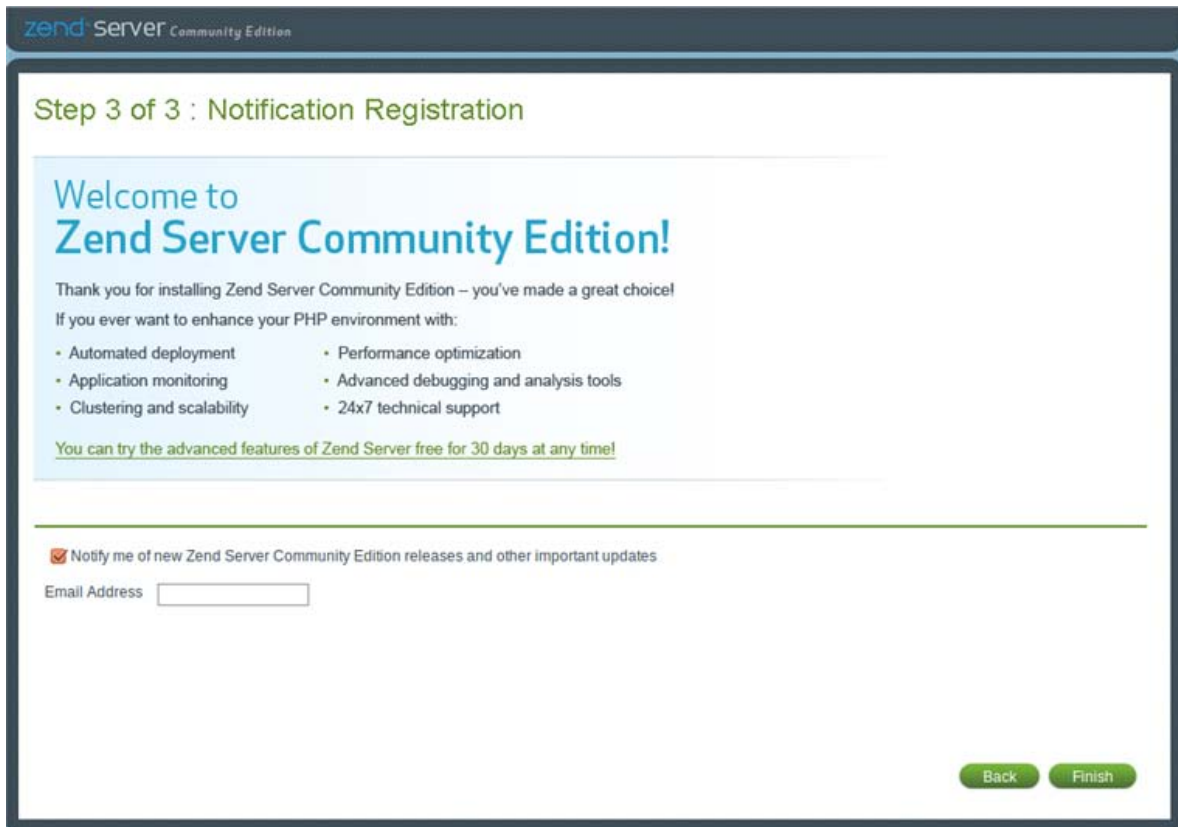 zend server Community Edition
Step 3 of 3 : Notification Registration
Welcome to
Zend Server Community Edition!
Thank you for installing Zend Server Community Edition – you've made a great choice!
If you ever want to enhance your PHP environment with:
• Automated deployment
• Application monitoring
• Clustering and scalability
• Performance optimization
• Advanced debugging and analysis tools
• 24x7 technical support
You can try the advanced features of Zend Server free for 30 days at any time!
Notify me of new Zend Server Community Edition releases and other important updates
Email Address
Back
Finish